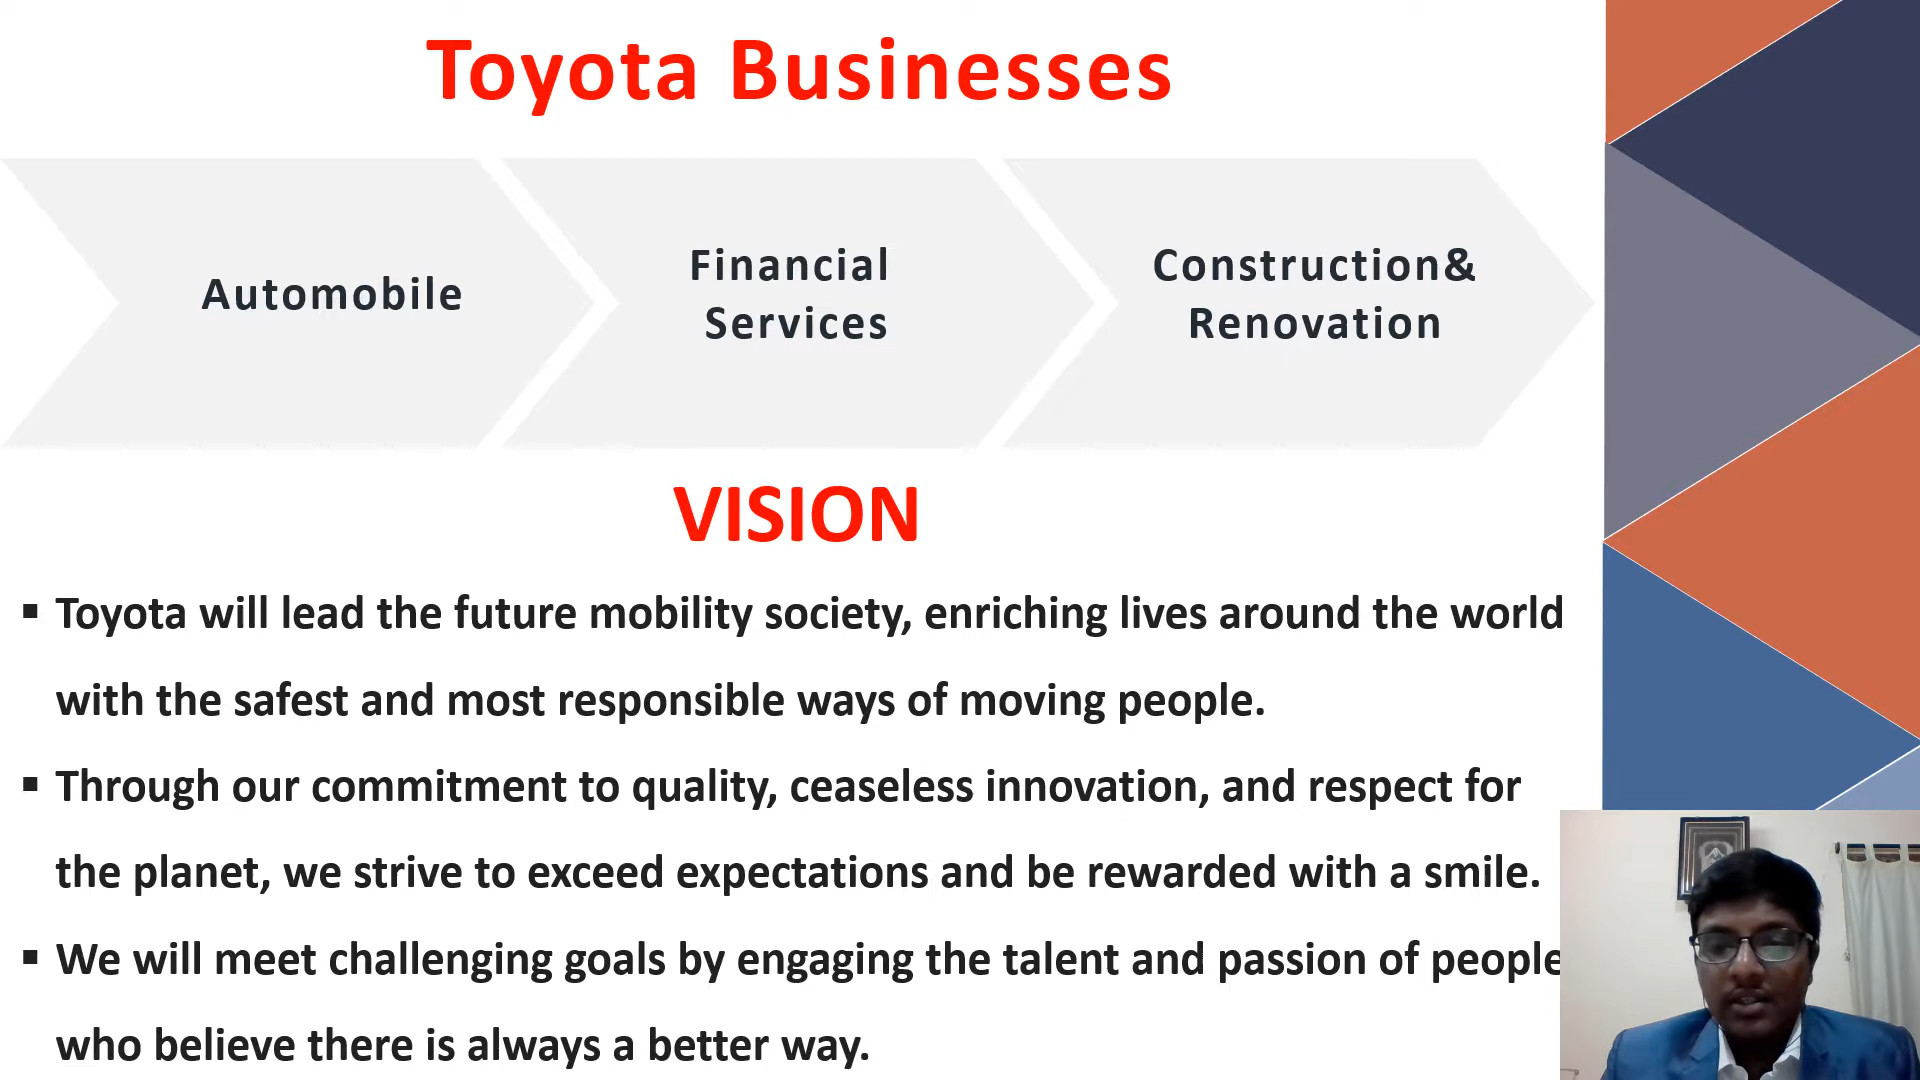 Toyota Businesses
Automobile
Financial
Services
Construction&
Renovation
VISION
▪ Toyota will lead the future mobility society, enriching lives around the world
with the safest and most responsible ways of moving people.
▪ Through our commitment to quality, ceaseless innovation, and respect for
the planet, we strive to exceed expectations and be rewarded with a smile.
▪ We will meet challenging goals by engaging the talent and passion of people
who believe there is always a better way.